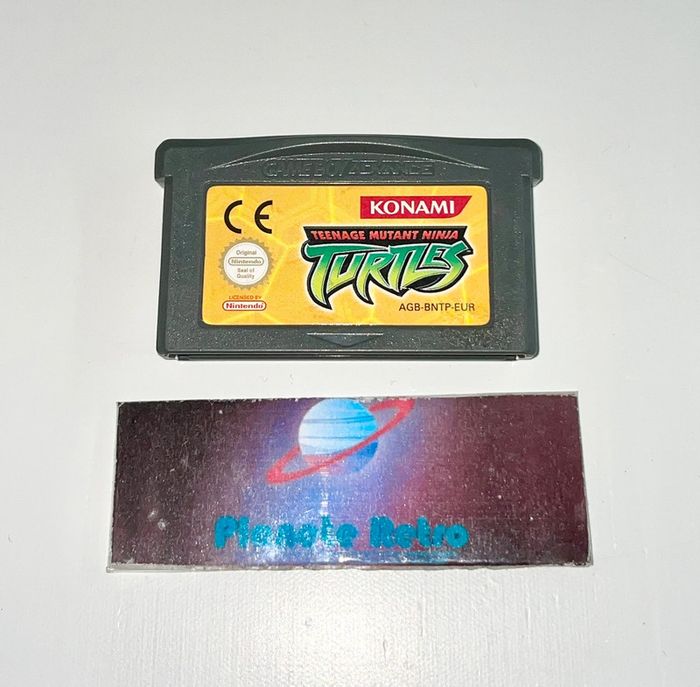 GAME BOY ADVANCE
CE
KONAMI
TEENAGE MUTANT NINJA
TURTLES
Original
Nintendo
Seal of
Quality
LICENSED BY
Nintendo
AGB-BNTP-EUR
Planete Retro